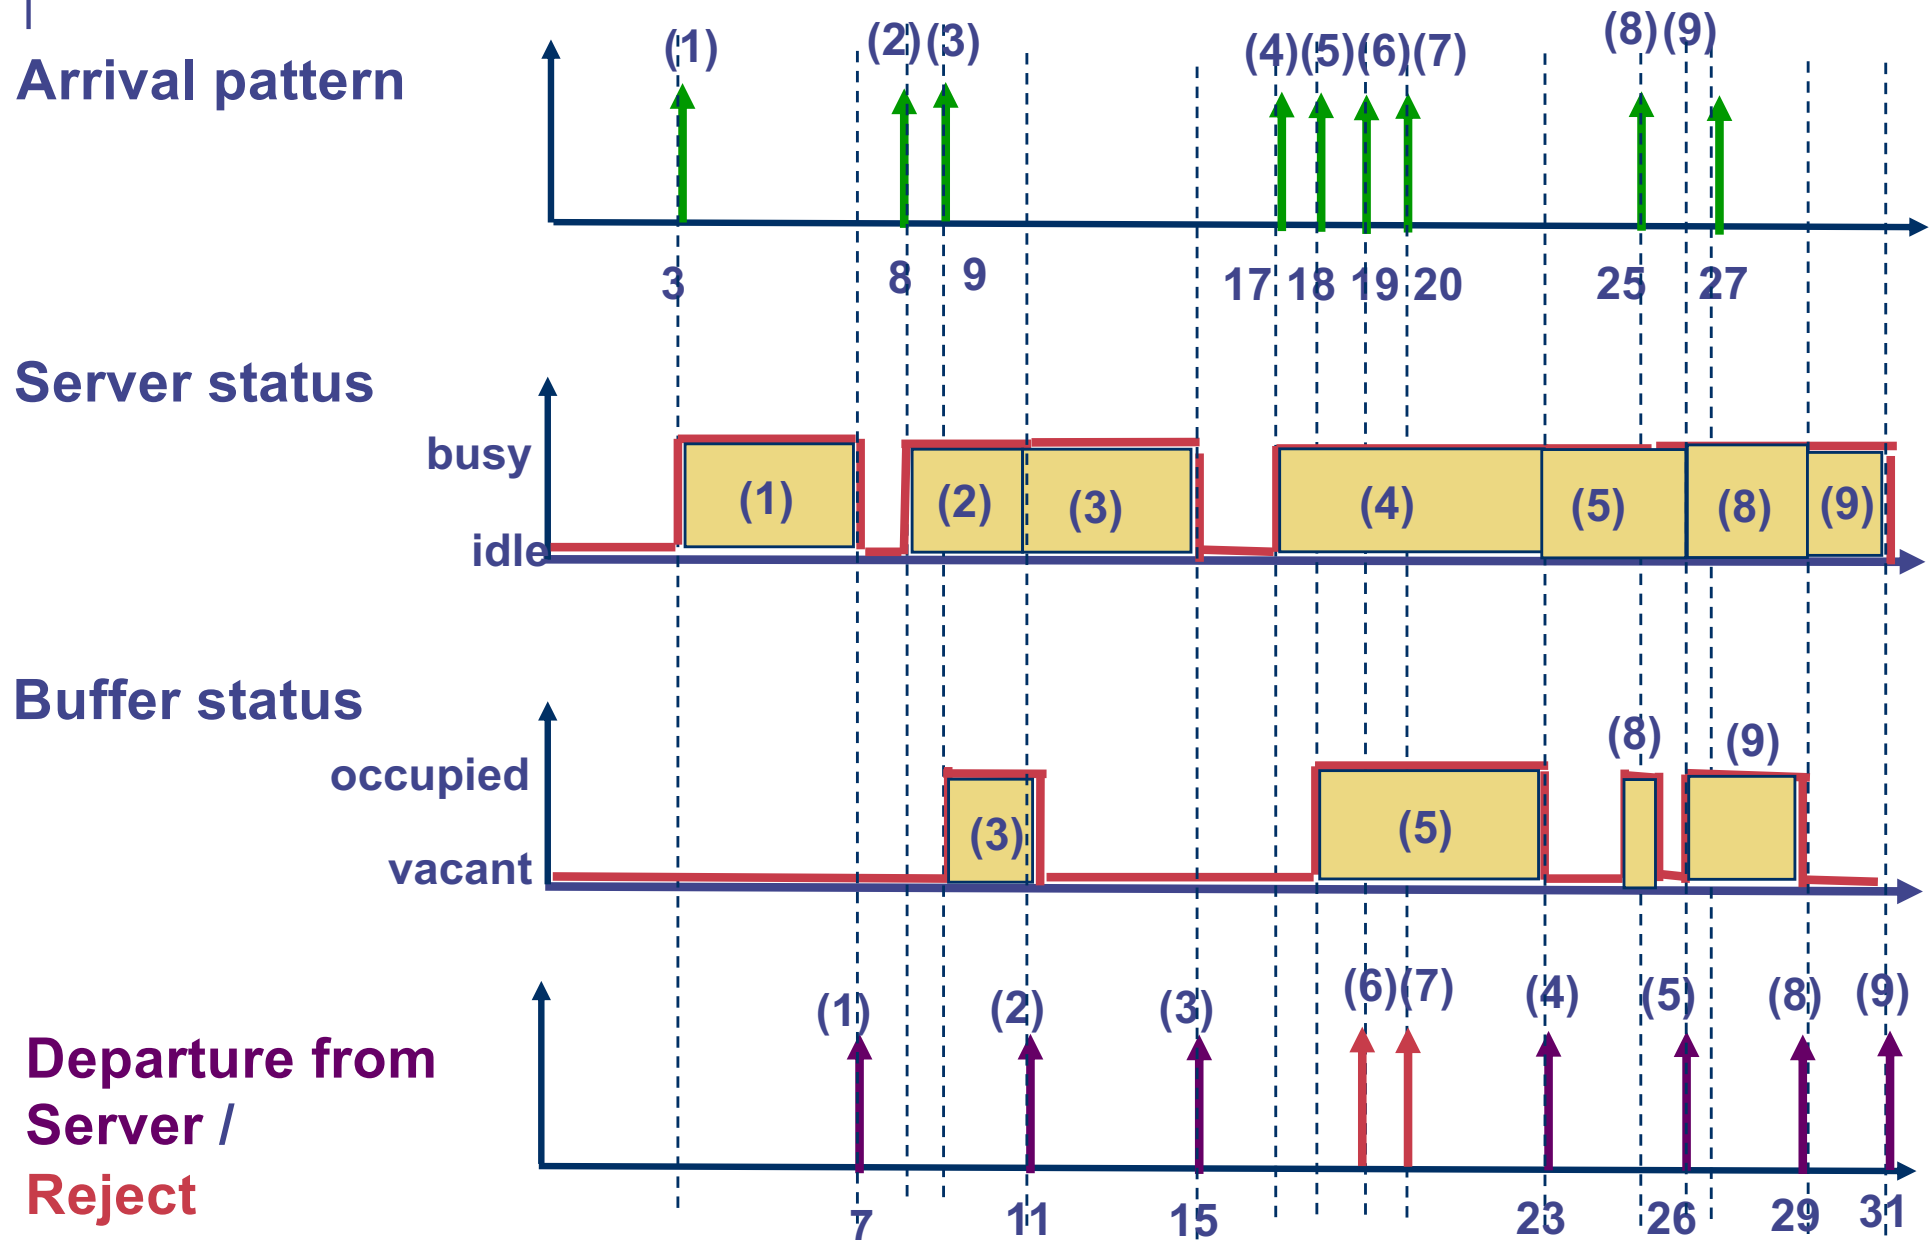 (1) (2) (3) (4) (5) (6) (7) (8) (9)
Arrival pattern
3 8 9 17 18 19 20 25 27
Server status
busy
(1) (2) (3) (4) (5) (8) (9)
idle
Buffer status
(8) (9)
occupied
(3) (5)
vacant
(6) (7) (4) (5) (8) (9)
(1) (2) (3)
Departure from
Server /
Reject
7 11 15 23 26 29 31